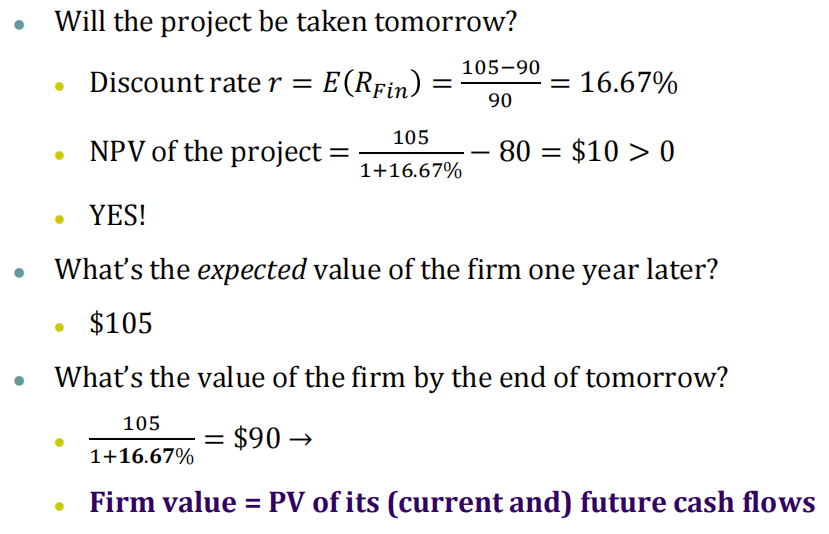 • Will the project be taken tomorrow?
• Discount rate r = E(R_Fin) = \frac{105−90}{90} = 16.67%
• NPV of the project = \frac{105}{1+16.67%} − 80 = $10 > 0
• YES!
• What’s the expected value of the firm one year later?
• $105
• What’s the value of the firm by the end of tomorrow?
• \frac{105}{1+16.67%} = $90 →
• Firm value = PV of its (current and) future cash flows